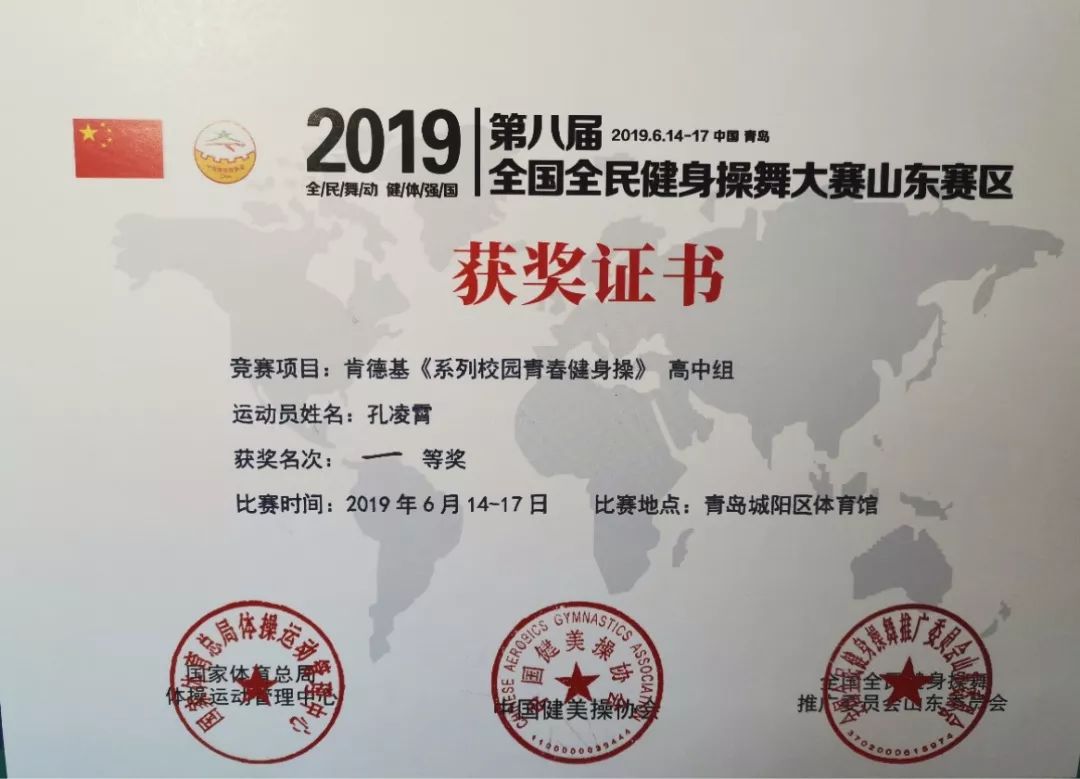 2019
全/民/舞/动 健/体/强/国
第八届 2019.6.14-17 中国 青岛
全国全民健身操舞大赛山东赛区
获奖证书
竞赛项目：肯德基《系列校园青春健身操》 高中组
运动员姓名：孔凌霄
获奖名次： 一 等奖
比赛时间：2019 年 6 月 14-17 日 比赛地点：青岛城阳区体育馆
国家体育总局体操运动管理中心
国家体育总局
体操运动管理中心
CHINESE AEROBICS GYMNASTICS ASSOCIATION
中国健美操协会
中国健美操协会
全国全民健身操舞推广委员会山东委员会
全国全民健身操舞
推广委员会山东委员会